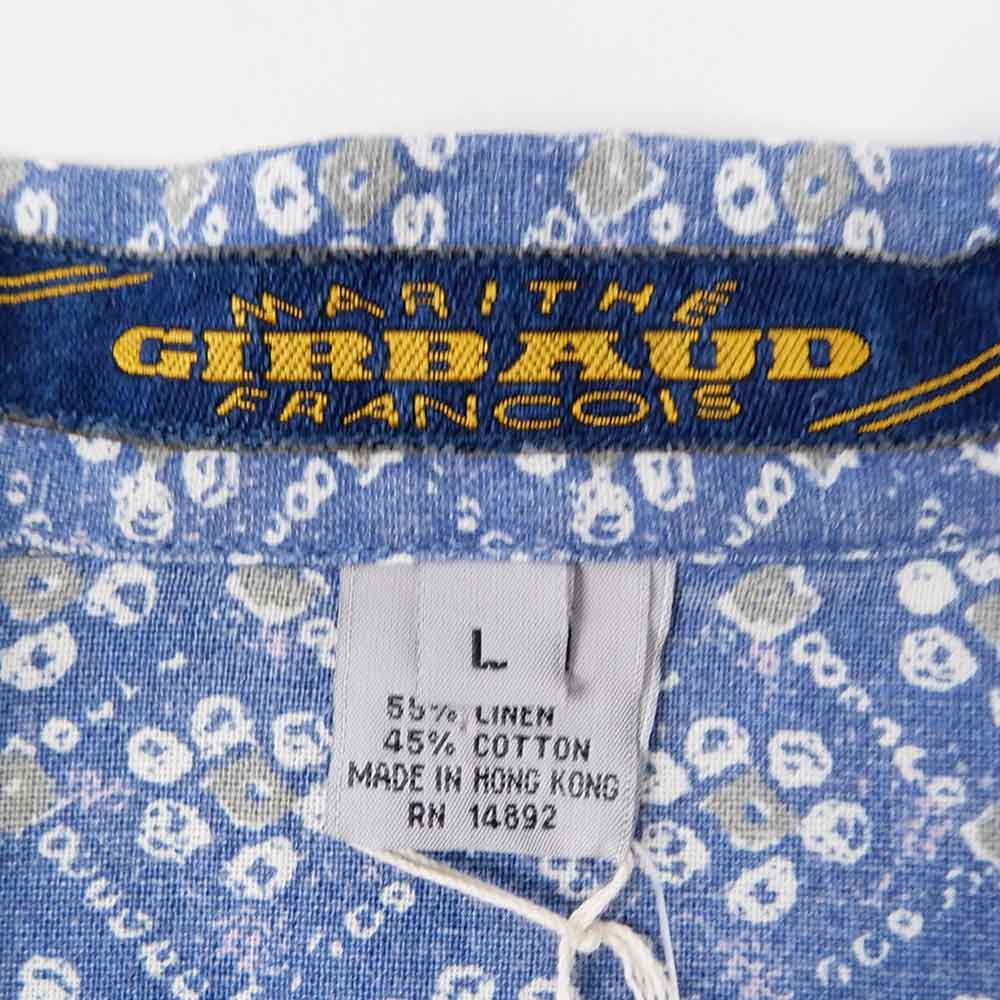 MARITHÉ
GIRBAUD
FRANCOIS
L
55% LINEN
45% COTTON
MADE IN HONG KONG
RN 14892